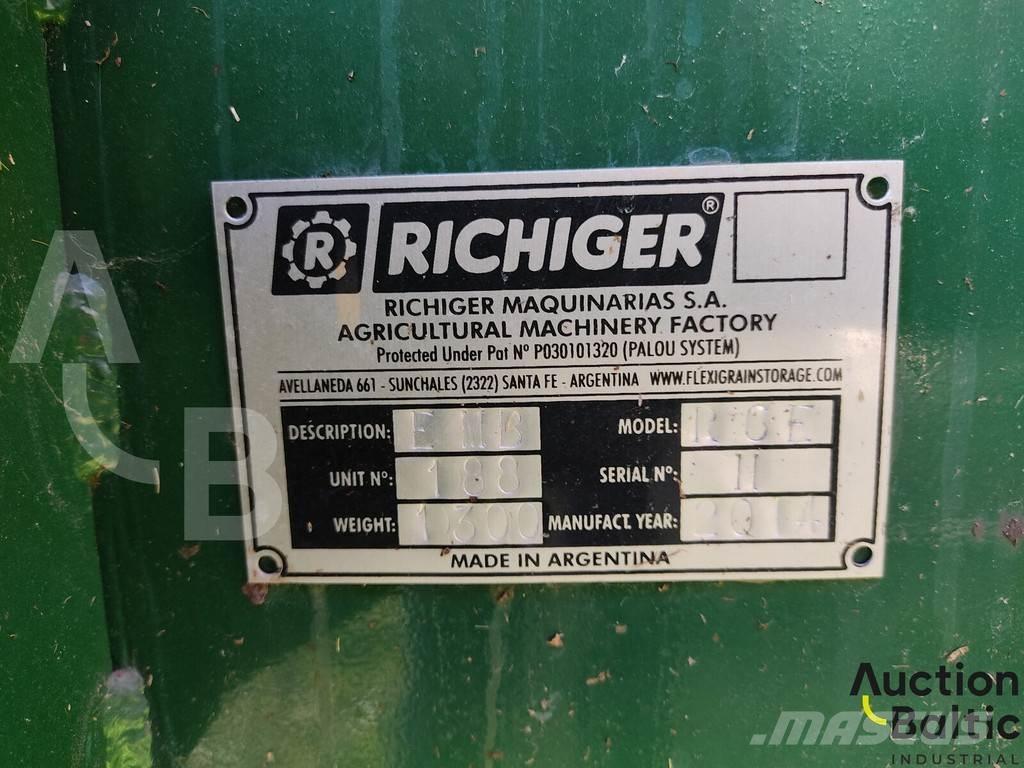 R RICHIGER®
RICHIGER MAQUINARIAS S.A.
AGRICULTURAL MACHINERY FACTORY
Protected Under Pat Nº P030101320 (PALOU SYSTEM)
AVELLANEDA 661 - SUNCHALES (2322) SANTA FE - ARGENTINA WWW.FLEXIGRAINSTORAGE.COM
DESCRIPTION: MODEL:
UNIT Nº: 188 SERIAL Nº: II
WEIGHT: 1300 MANUFACT. YEAR: 2014
MADE IN ARGENTINA
A
B
Auction
Baltic
INDUSTRIAL
MASCUS